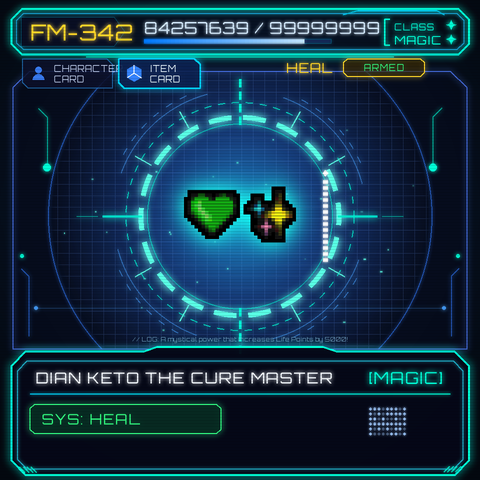 FM-342
84257639 / 99999999
CLASS
MAGIC
CHARACTER
CARD
ITEM
CARD
HEAL
ARMED
// LOG: A mystical power that increases Life Points by 5000!
DIAN KETO THE CURE MASTER
[MAGIC]
SYS: HEAL